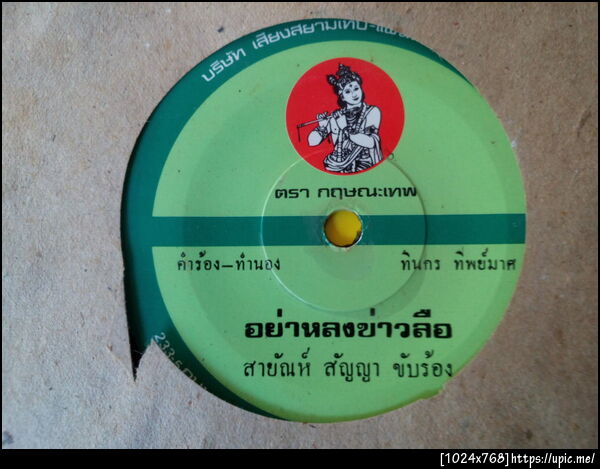 บริษัท เสียงสยามเทป-แผ่น
ตรา กฤษณะเทพ
คำร้อง—ทำนอง ทินกร ทิพย์มาศ
อย่าหลงข่าวลือ
สายัณห์ สัญญา ขับร้อง
[1024x768]https://upic.me/